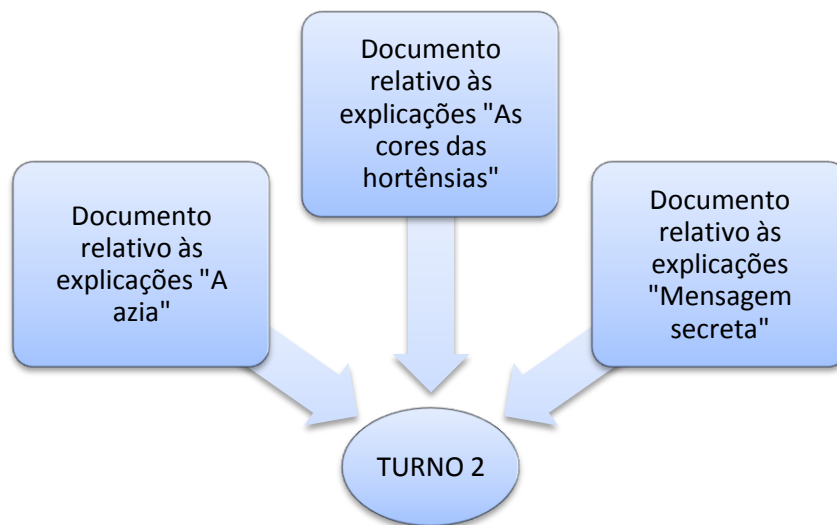 Documento
relativo às
explicações "A
azia"
Documento
relativo às
explicações "As
cores das
hortênsias"
Documento
relativo às
explicações
"Mensagem
secreta"
TURNO 2